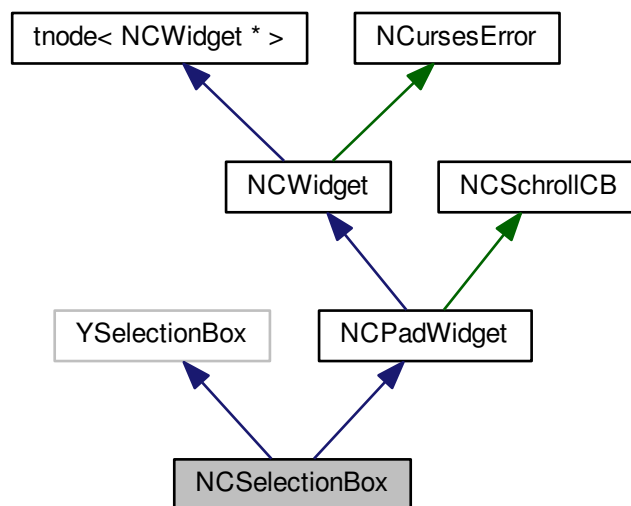 tnode< NCWidget * >
NCursesError
NCWidget
NCSchrollCB
YSelectionBox
NCPadWidget
NCSelectionBox